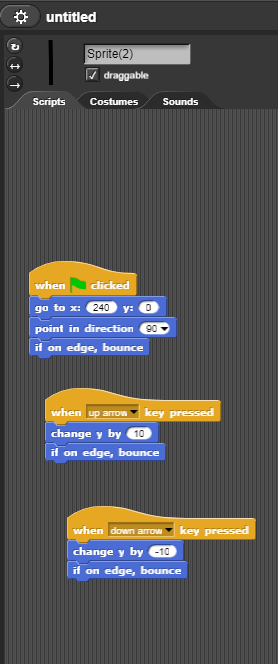 untitled
Sprite(2)
draggable
Scripts Costumes Sounds
when clicked
go to x: 240 y: 0
point in direction 90
if on edge, bounce
when up arrow key pressed
change y by 10
if on edge, bounce
when down arrow key pressed
change y by -10
if on edge, bounce